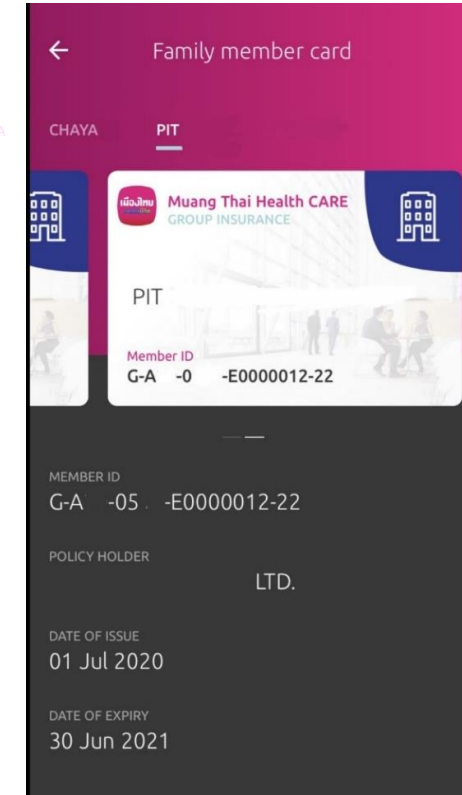 Family member card
CHAYA PIT
เมืองไทย
Muang Thai Health CARE
GROUP INSURANCE
PIT
Member ID
G-A -0 -E0000012-22
MEMBER ID
G-A -05 -E0000012-22
POLICY HOLDER
LTD.
DATE OF ISSUE
01 Jul 2020
DATE OF EXPIRY
30 Jun 2021